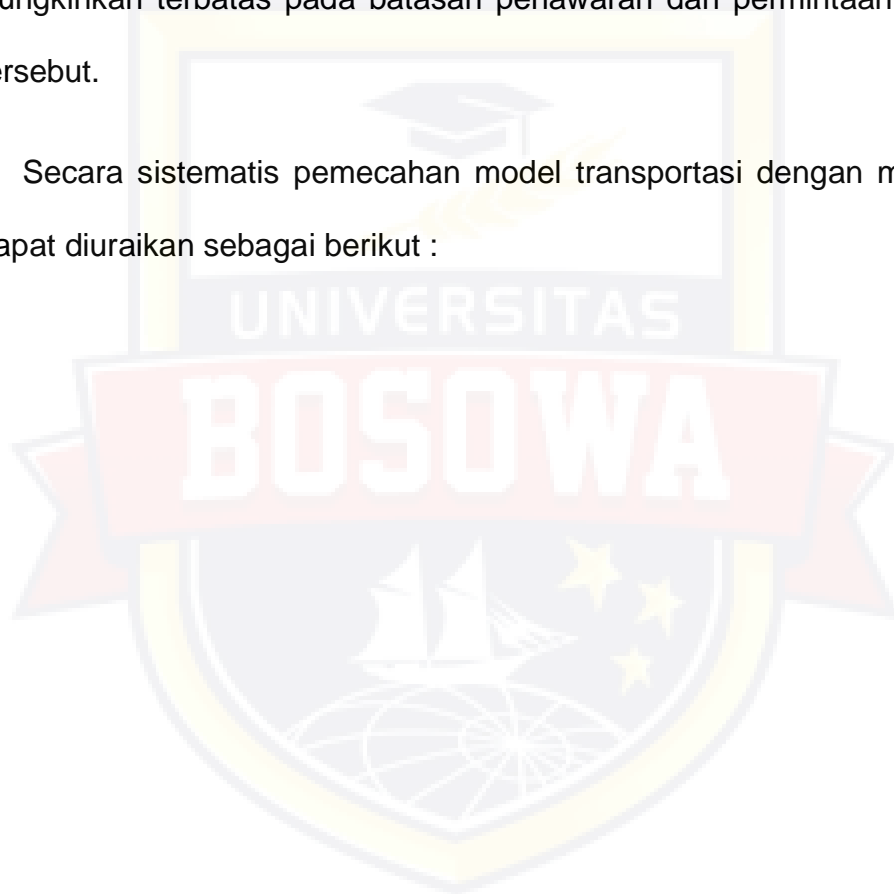 ungkinkan terbatas pada batasan penawaran dan permintaan
ersebut.
Secara sistematis pemecahan model transportasi dengan m
apat diuraikan sebagai berikut :
UNIVERSITAS
BOSOWA